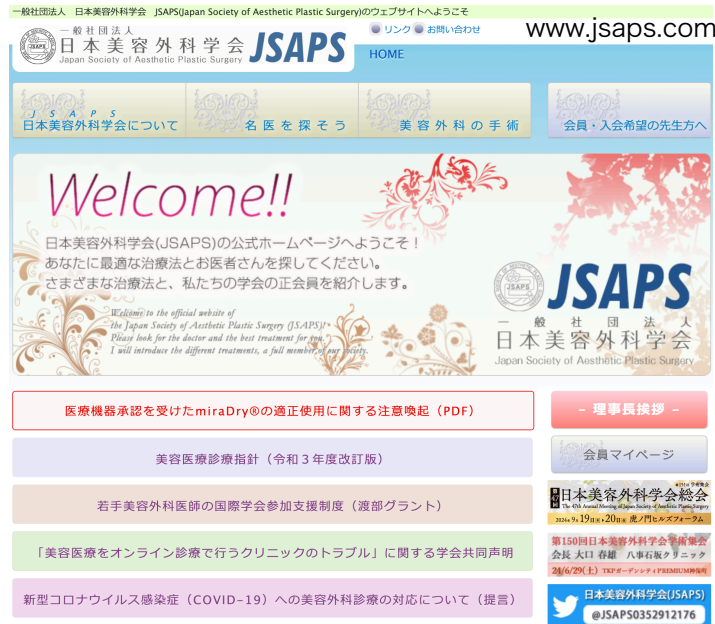 一般社団法人 日本美容外科学会 JSAPS(Japan Society of Aesthetic Plastic Surgery)のウェブサイトへようこそ
リンク お問い合わせ
www.jsaps.com
一般社団法人
日本美容外科学会 JSAPS
Japan Society of Aesthetic Plastic Surgery
HOME
JSAPS
日本美容外科学会について
名医を探そう
美容外科の手術
会員・入会希望の先生方へ
Welcome!!
日本美容外科学会(JSAPS)の公式ホームページへようこそ！
あなたに最適な治療法とお医者さんを探してください。
さまざまな治療法と、私たちの学会の正会員を紹介します。
Welcome to the official website of
the Japan Society of Aesthetic Plastic Surgery (JSAPS)!
Please look for the doctor and the best treatment for you.
I will introduce the different treatments, a full member of our society.
JSAPS
JSAPS
一般社団法人
日本美容外科学会
Japan Society of Aesthetic Plastic Surgery
医療機器承認を受けたmiraDry®の適正使用に関する注意喚起（PDF）
美容医療診療指針（令和３年度改訂版）
若手美容外科医師の国際学会参加支援制度（渡部グラント）
「美容医療をオンライン診療で行うクリニックのトラブル」に関する学会共同声明
新型コロナウイルス感染症（COVID-19）への美容外科診療の対応について（提言）
– 理事長挨拶 –
会員マイページ
第47回 日本美容外科学会総会
The 47th Annual Meeting of Japan Society of Aesthetic Plastic Surgery
2024年9月19日㈭・20日㈮ 虎ノ門ヒルズフォーラム
第150回日本美容外科学会学術集会
会長 大口 春雄 八事石坂クリニック
24/6/29(土) TKPガーデンシティPREMIUM神保町
日本美容外科学会(JSAPS)
@JSAPS0352912176